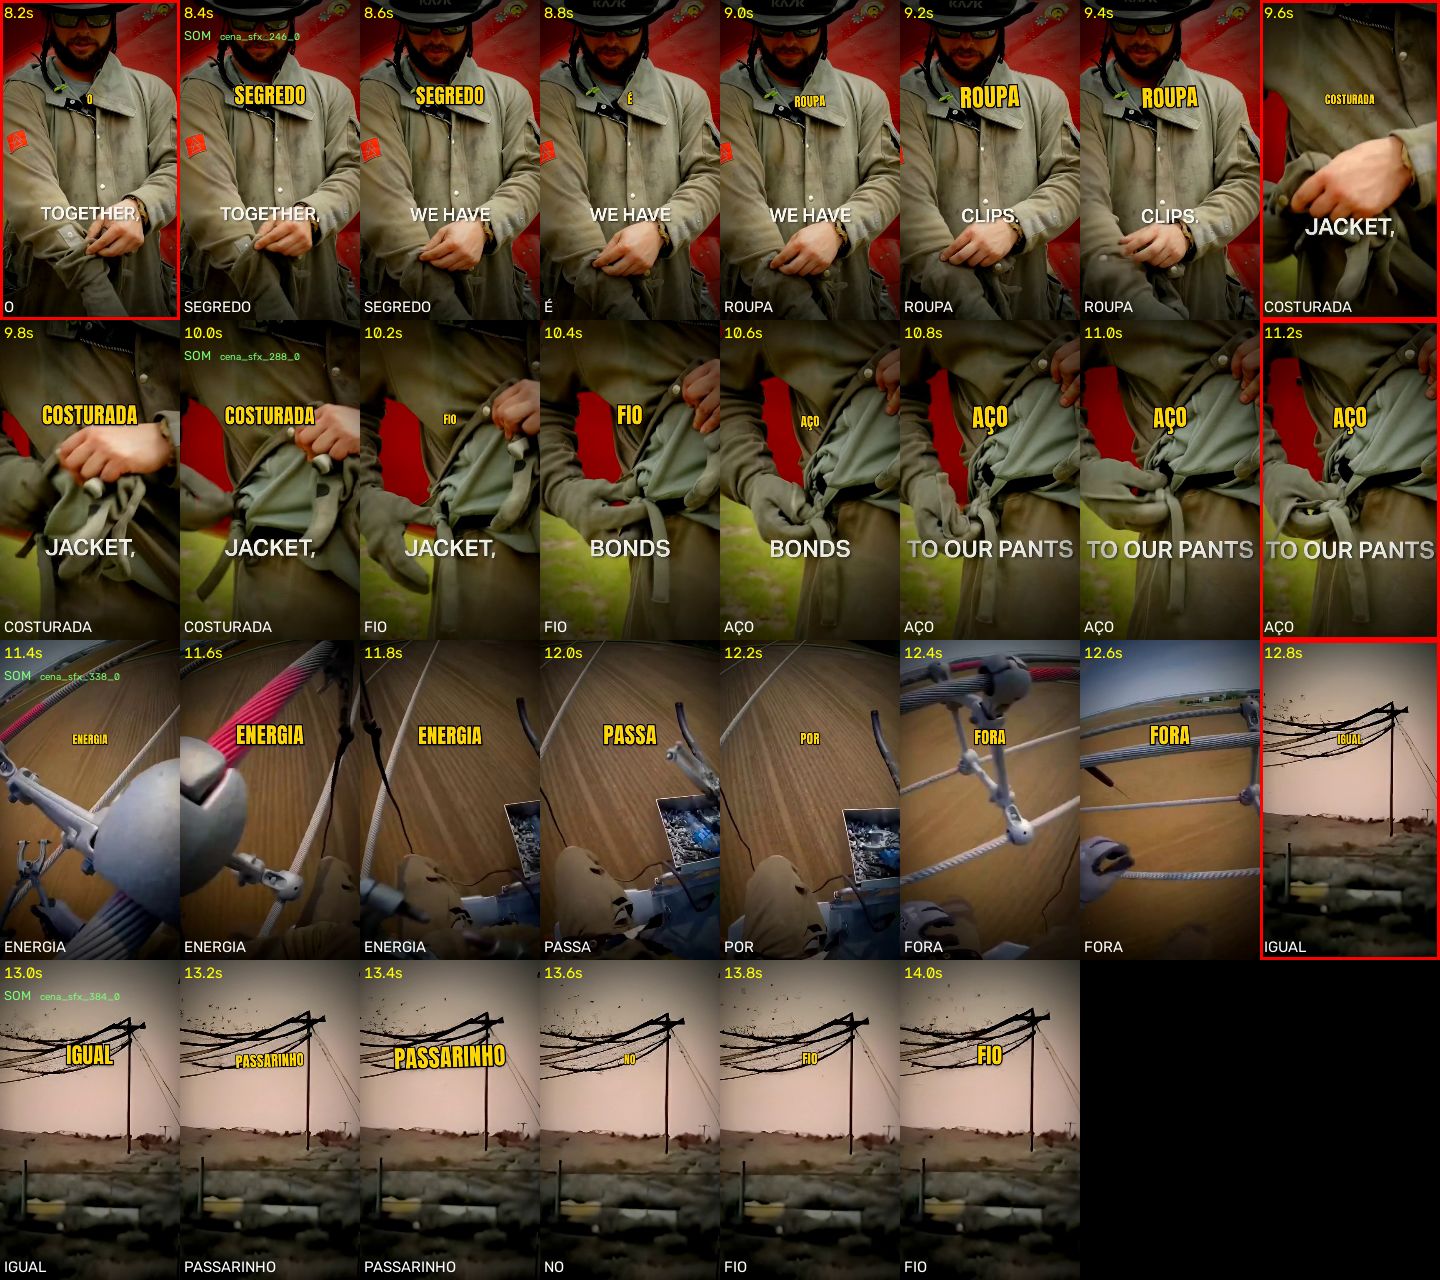 8.2s
O
TOGETHER,
O
8.4s
SOM cena_sfx_246_0
SEGREDO
TOGETHER,
SEGREDO
8.6s
KASK
SEGREDO
WE HAVE
SEGREDO
8.8s
KASK
É
WE HAVE
É
9.0s
KASK
ROUPA
WE HAVE
ROUPA
9.2s
KASK
ROUPA
CLIPS.
ROUPA
9.4s
KASK
ROUPA
CLIPS.
ROUPA
9.6s
COSTURADA
JACKET,
COSTURADA
9.8s
COSTURADA
JACKET,
COSTURADA
10.0s
SOM cena_sfx_288_0
COSTURADA
JACKET,
COSTURADA
10.2s
FIO
JACKET,
FIO
10.4s
FIO
BONDS
FIO
10.6s
AÇO
BONDS
AÇO
10.8s
AÇO
TO OUR PANTS
AÇO
11.0s
AÇO
TO OUR PANTS
AÇO
11.2s
AÇO
TO OUR PANTS
AÇO
11.4s
SOM cena_sfx_338_0
ENERGIA
ENERGIA
11.6s
ENERGIA
ENERGIA
11.8s
ENERGIA
ENERGIA
12.0s
PASSA
PASSA
12.2s
POR
POR
12.4s
FORA
FORA
12.6s
FORA
FORA
12.8s
IGUAL
IGUAL
13.0s
SOM cena_sfx_384_0
IGUAL
IGUAL
13.2s
PASSARINHO
PASSARINHO
13.4s
PASSARINHO
PASSARINHO
13.6s
NO
NO
13.8s
FIO
FIO
14.0s
FIO
FIO